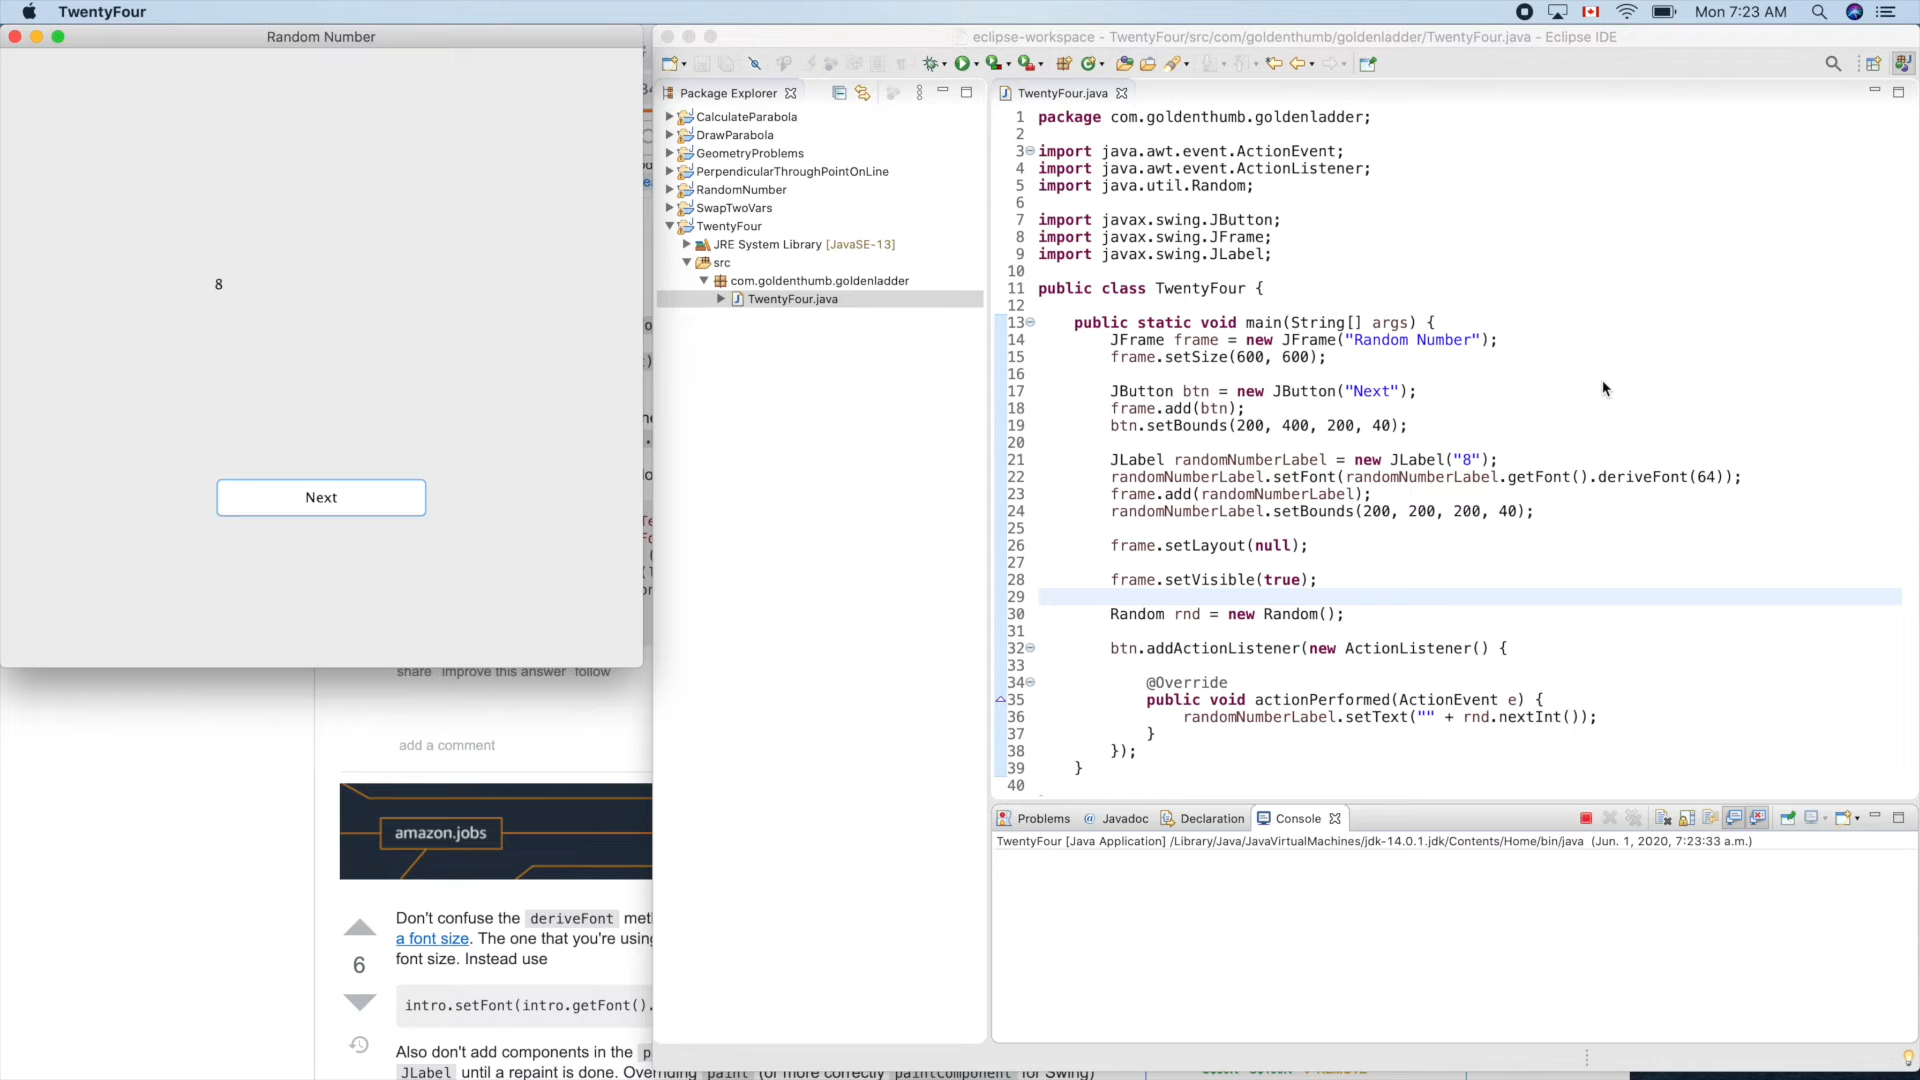 TwentyFour
Mon 7:23 AM
Random Number
8
Next
eclipse-workspace - TwentyFour/src/com/goldenthumb/goldenladder/TwentyFour.java - Eclipse IDE
Package Explorer
CalculateParabola
DrawParabola
GeometryProblems
PerpendicularThroughPointOnLine
RandomNumber
SwapTwoVars
TwentyFour
JRE System Library [JavaSE-13]
src
com.goldenthumb.goldenladder
TwentyFour.java
TwentyFour.java
1 package com.goldenthumb.goldenladder;
2
3 import java.awt.event.ActionEvent;
4 import java.awt.event.ActionListener;
5 import java.util.Random;
6
7 import javax.swing.JButton;
8 import javax.swing.JFrame;
9 import javax.swing.JLabel;
10
11 public class TwentyFour {
12
13 public static void main(String[] args) {
14 JFrame frame = new JFrame("Random Number");
15 frame.setSize(600, 600);
16
17 JButton btn = new JButton("Next");
18 frame.add(btn);
19 btn.setBounds(200, 400, 200, 40);
20
21 JLabel randomNumberLabel = new JLabel("8");
22 randomNumberLabel.setFont(randomNumberLabel.getFont().deriveFont(64));
23 frame.add(randomNumberLabel);
24 randomNumberLabel.setBounds(200, 200, 200, 40);
25
26 frame.setLayout(null);
27
28 frame.setVisible(true);
29
30 Random rnd = new Random();
31
32 btn.addActionListener(new ActionListener() {
33
34 @Override
35 public void actionPerformed(ActionEvent e) {
36 randomNumberLabel.setText("" + rnd.nextInt());
37 }
38 });
39 }
40
Problems @ Javadoc Declaration Console
TwentyFour [Java Application] /Library/Java/JavaVirtualMachines/jdk-14.0.1.jdk/Contents/Home/bin/java (Jun. 1, 2020, 7:23:33 a.m.)
share improve this answer follow
add a comment
amazon.jobs
Don't confuse the deriveFont
a font size. The one that you're using
6
font size. Instead use
intro.setFont(intro.getFont().
Also don't add components in the
JLabel until a repaint is done. Overriding paint (or more correctly paintComponent for Swing)